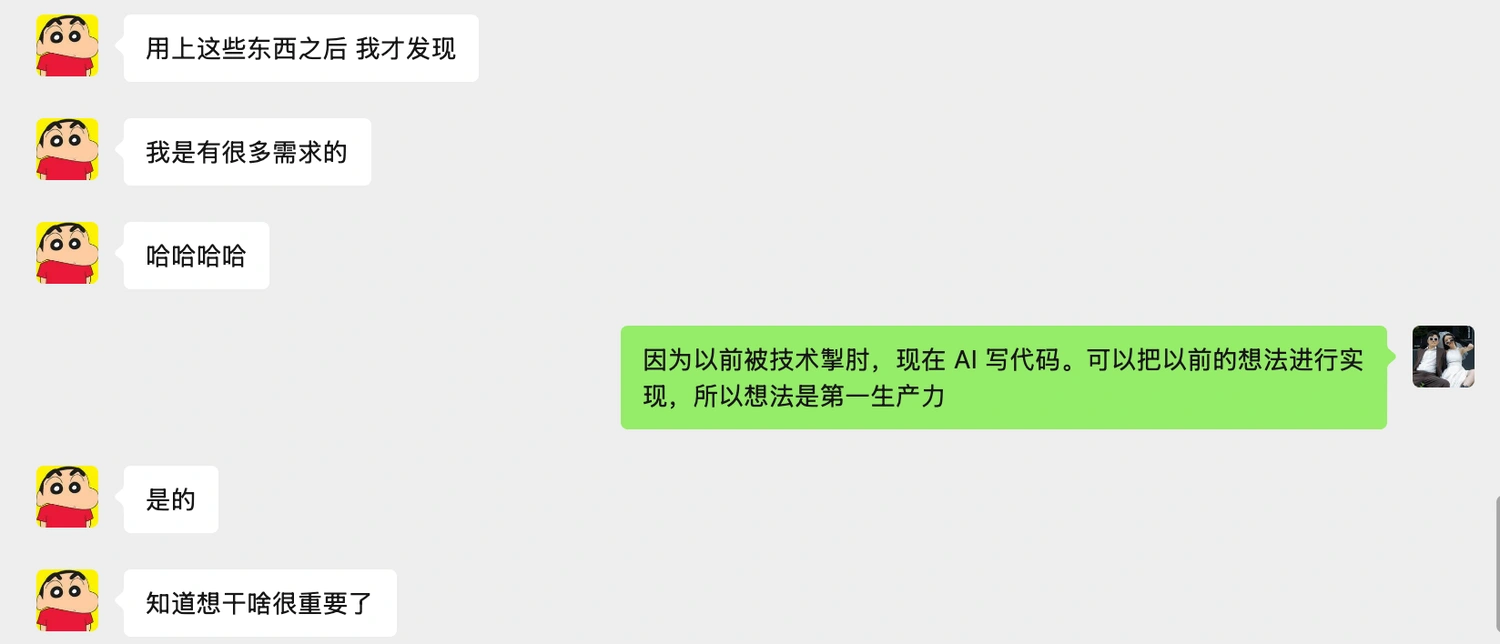 用上这些东西之后 我才发现
我是有很多需求的
哈哈哈哈
因为以前被技术掣肘，现在 AI 写代码。可以把以前的想法进行实
现，所以想法是第一生产力
是的
知道想干啥很重要了